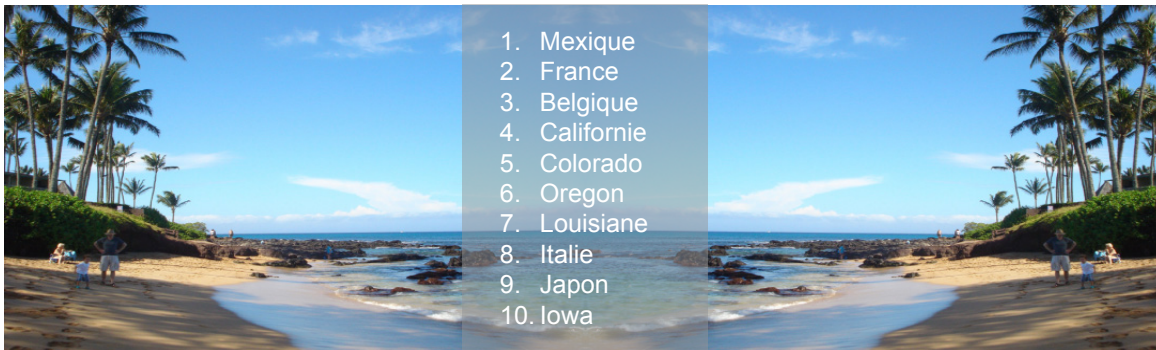 1. Mexique
2. France
3. Belgique
4. Californie
5. Colorado
6. Oregon
7. Louisiane
8. Italie
9. Japon
10. Iowa